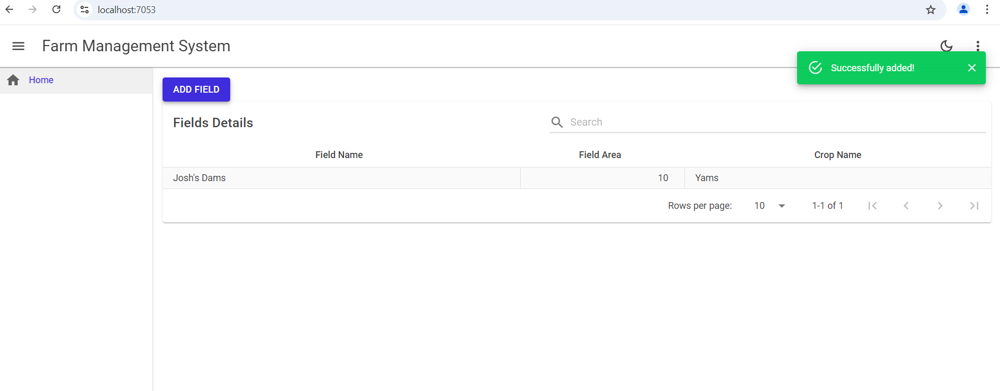 localhost:7053
Farm Management System
Successfully added!
Home
ADD FIELD
Fields Details
Search
Field Name Field Area Crop Name
Josh's Dams 10 Yams
Rows per page: 10 1-1 of 1